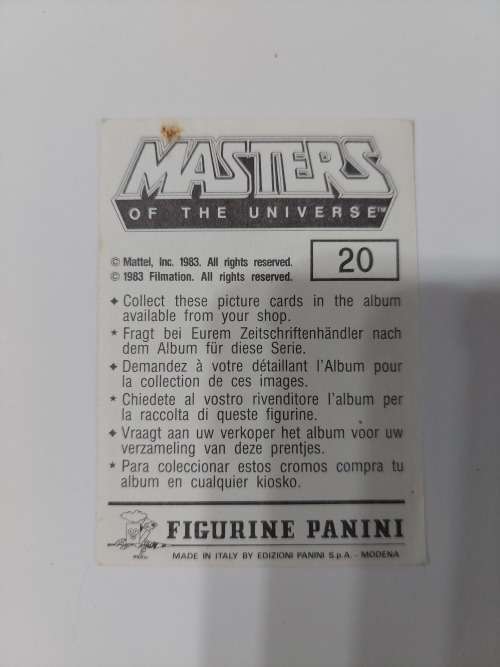 MASTERS
OF THE UNIVERSE™
© Mattel, Inc. 1983. All rights reserved.
© 1983 Filmation. All rights reserved.
20
✦ Collect these picture cards in the album
available from your shop.
★ Fragt bei Eurem Zeitschriftenhändler nach
dem Album für diese Serie.
✦ Demandez à votre détaillant l'Album pour
la collection de ces images.
★ Chiedete al vostro rivenditore l'album per
la raccolta di queste figurine.
✦ Vraagt aan uw verkoper het album voor uw
verzameling van deze prentjes.
★ Para coleccionar estos cromos compra tu
album en cualquier kiosko.
FIGURINE PANINI
MADE IN ITALY BY EDIZIONI PANINI S.p.A. - MODENA